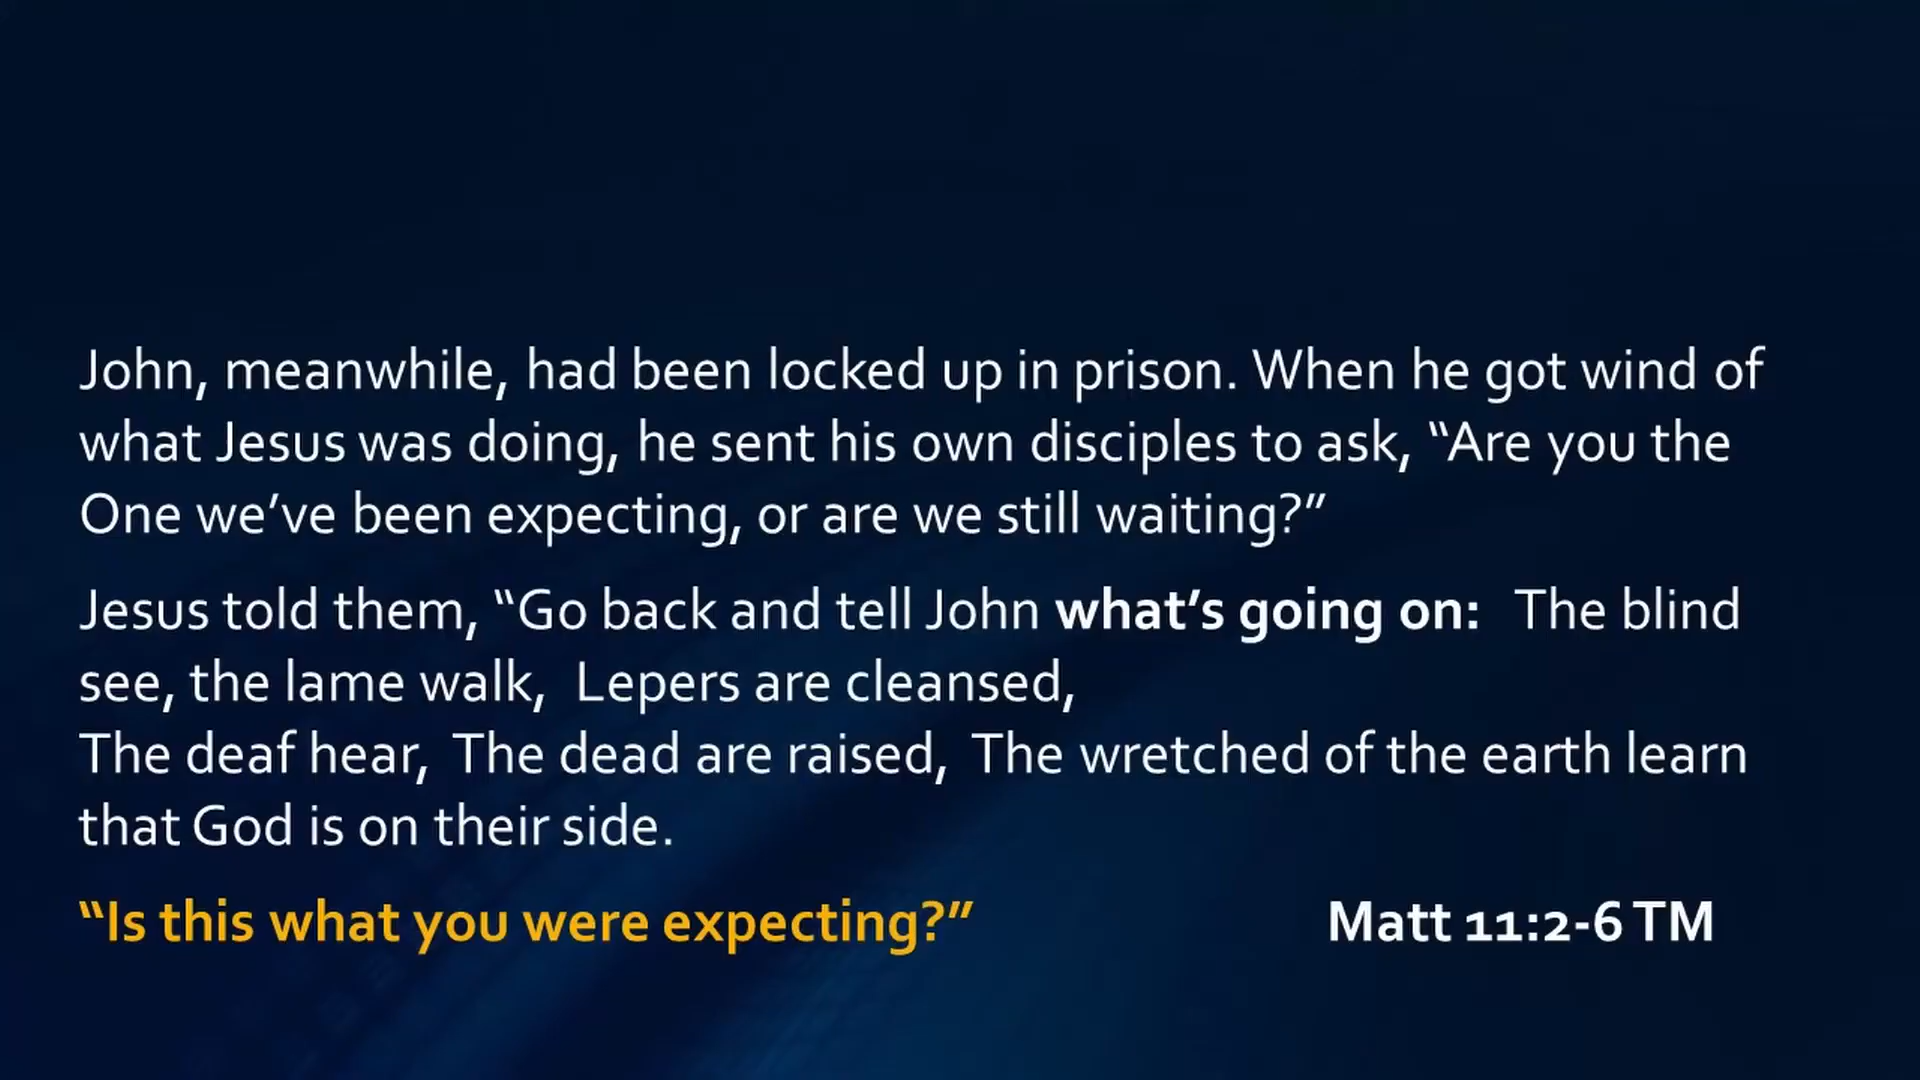 John, meanwhile, had been locked up in prison. When he got wind of
what Jesus was doing, he sent his own disciples to ask, “Are you the
One we’ve been expecting, or are we still waiting?”
Jesus told them, “Go back and tell John what’s going on: The blind
see, the lame walk, Lepers are cleansed,
The deaf hear, The dead are raised, The wretched of the earth learn
that God is on their side.
“Is this what you were expecting?” Matt 11:2-6 TM